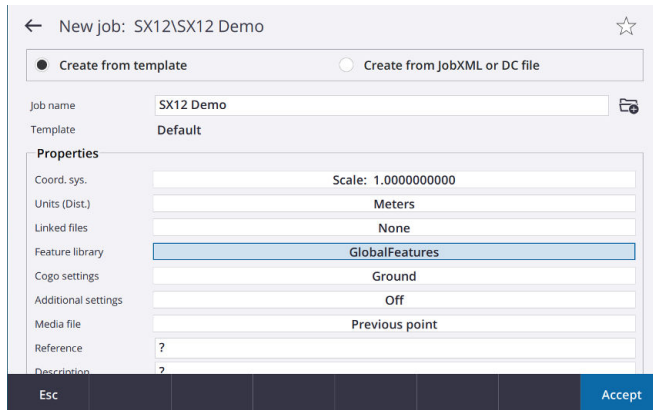 New job: SX12\SX12 Demo
Create from template Create from JobXML or DC file
Job name SX12 Demo
Template Default
Properties
Coord. sys. Scale: 1.0000000000
Units (Dist.) Meters
Linked files None
Feature library GlobalFeatures
Cogo settings Ground
Additional settings Off
Media file Previous point
Reference ?
Description ?
Esc Accept